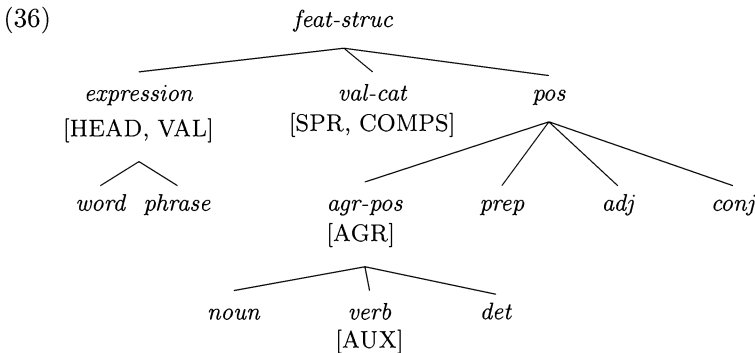 (36) feat-struc
expression val-cat pos
[HEAD, VAL] [SPR, COMPS]
word phrase agr-pos prep adj conj
[AGR]
noun verb det
[AUX]